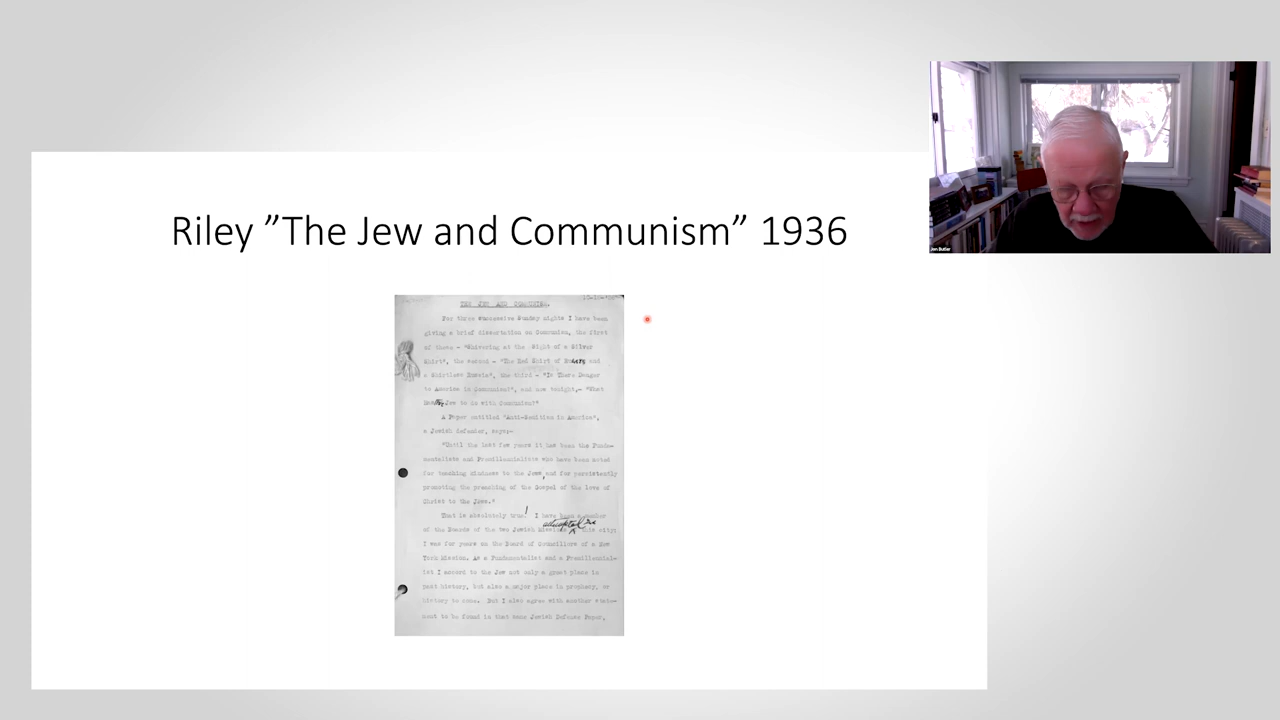 Riley ”The Jew and Communism” 1936
Jon Butler
THE JEW AND COMMUNISM.
For three successive Sunday nights I have been
giving a brief dissertation on Communism, the first
of them - "Shivering at the Sight of a Silver
Shirt", the second - "The Red Shirt of and
a Shirtless Russia", the third - "Is There Danger
to America in Communism?", and now tonight,- "What
Jew to do with Communism?"
A Paper entitled "Anti-Semitism in America",
a Jewish defender, says:-
"Until the last few years it has been the Funda-
mentalists and Premillennialists who have been noted
for teaching kindness to the Jews, and for persistently
promoting the preaching of the Gospel of the love of
Christ to the Jews."
That is absolutely true! I have been a member
of the Boards of the two Jewish this city;
I was for years on the Board of Councillors of a New
York Mission. As a Fundamentalist and a Premillennial-
ist I accord to the Jew not only a great place in
past history, but also a major place in prophecy, or
history to come. But I also agree with another state-
ment to be found in that same Jewish Defense Paper,